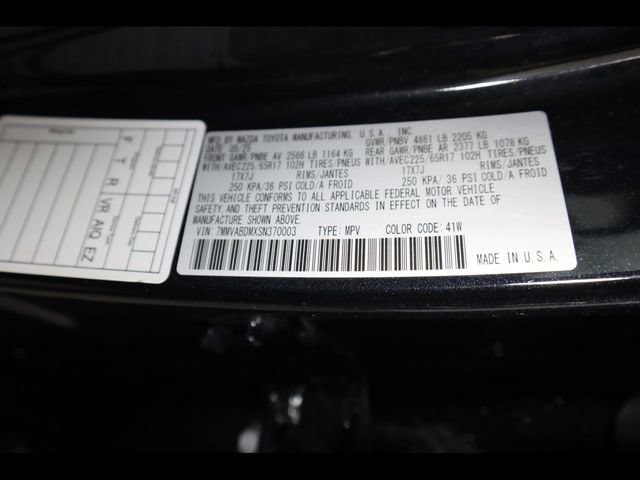 MFD BY MAZDA TOYOTA MANUFACTURING, U.S.A. INC.
DATE 05.25 GVWR/PNBV 4861 LB 2205 KG
FRONT GAWR/PNBE AV 2566 LB 1164 KG REAR GAWR/PNBE AR 2377 LB 1078 KG
WITH/AVEC225/65R17 102H TIRES/PNEUS WITH/AVEC225/65R17 102H TIRES/PNEUS
17X7J RIMS/JANTES 17X7J RIMS/JANTES
250 KPA/ 36 PSI COLD/A FROID 250 KPA/ 36 PSI COLD/A FROID
THIS VEHICLE CONFORMS TO ALL APPLICABLE FEDERAL MOTOR VEHICLE
SAFETY, AND THEFT PREVENTION STANDARDS IN EFFECT ON THE DATE OF
MANUFACTURE SHOWN ABOVE.
VIN: 7MMVABDMXSN370003 TYPE: MPV COLOR CODE: 41W
MADE IN U.S.A.
F T R VR AIO EZ